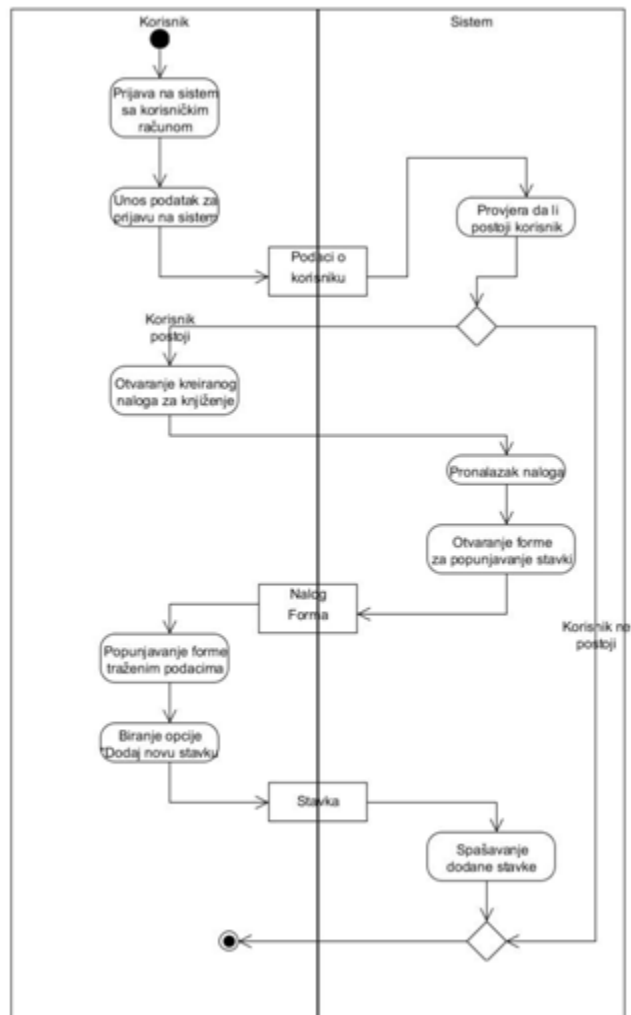 Korisnik
Sistem
Prijava na sistem
sa korisničkim
računom
Unos podatak za
prijavu na sistem
Podaci o
korisniku
Provjera da li
postoji korisnik
Korisnik
postoji
Otvaranje kreiranog
naloga za knjiženje
Pronalazak naloga
Otvaranje forme
za popunjavanje stavki
Nalog
Forma
Korisnik ne
postoji
Popunjavanje forme
traženim podacima
Biranje opcije
"Dodaj novu stavku
Stavka
Spašavanje
dodane stavke